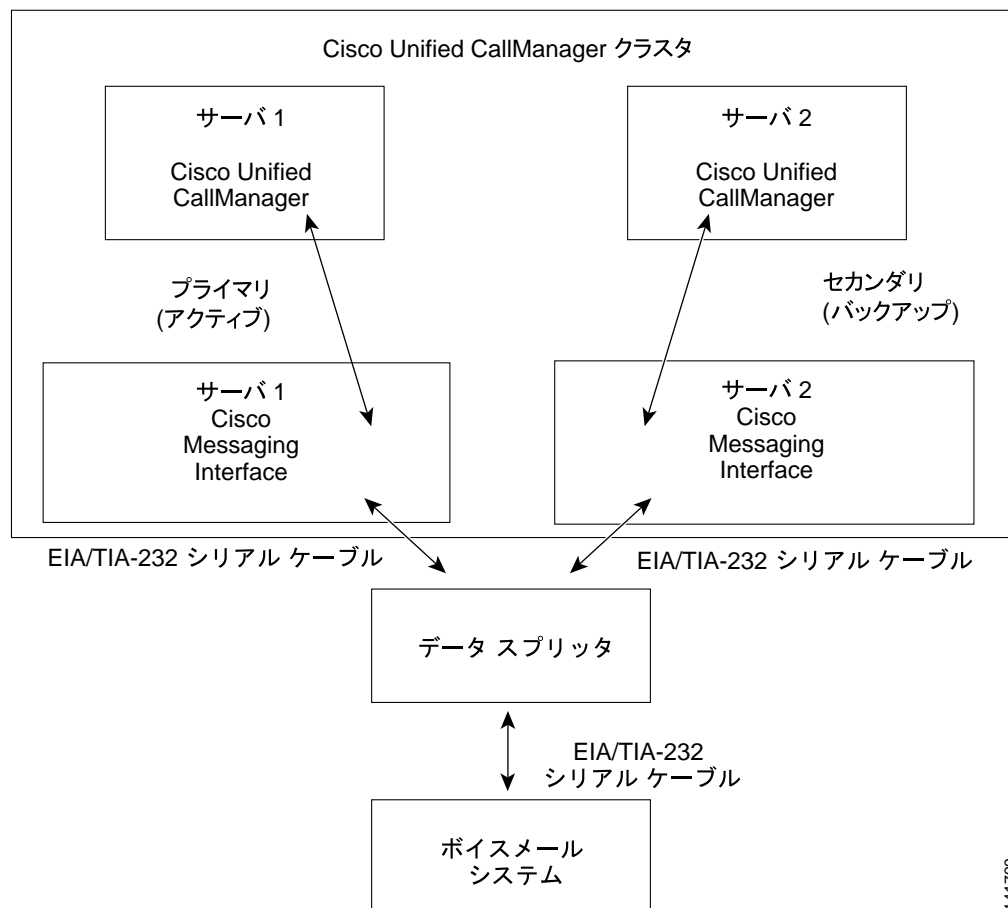 Cisco Unified CallManager クラスタ
サーバ 1
Cisco Unified
CallManager
サーバ 2
Cisco Unified
CallManager
プライマリ
(アクティブ)
セカンダリ
(バックアップ)
サーバ 1
Cisco
Messaging
Interface
サーバ 2
Cisco
Messaging
Interface
EIA/TIA-232 シリアル ケーブル
EIA/TIA-232 シリアル ケーブル
データ スプリッタ
EIA/TIA-232
シリアル ケーブル
ボイスメール
システム